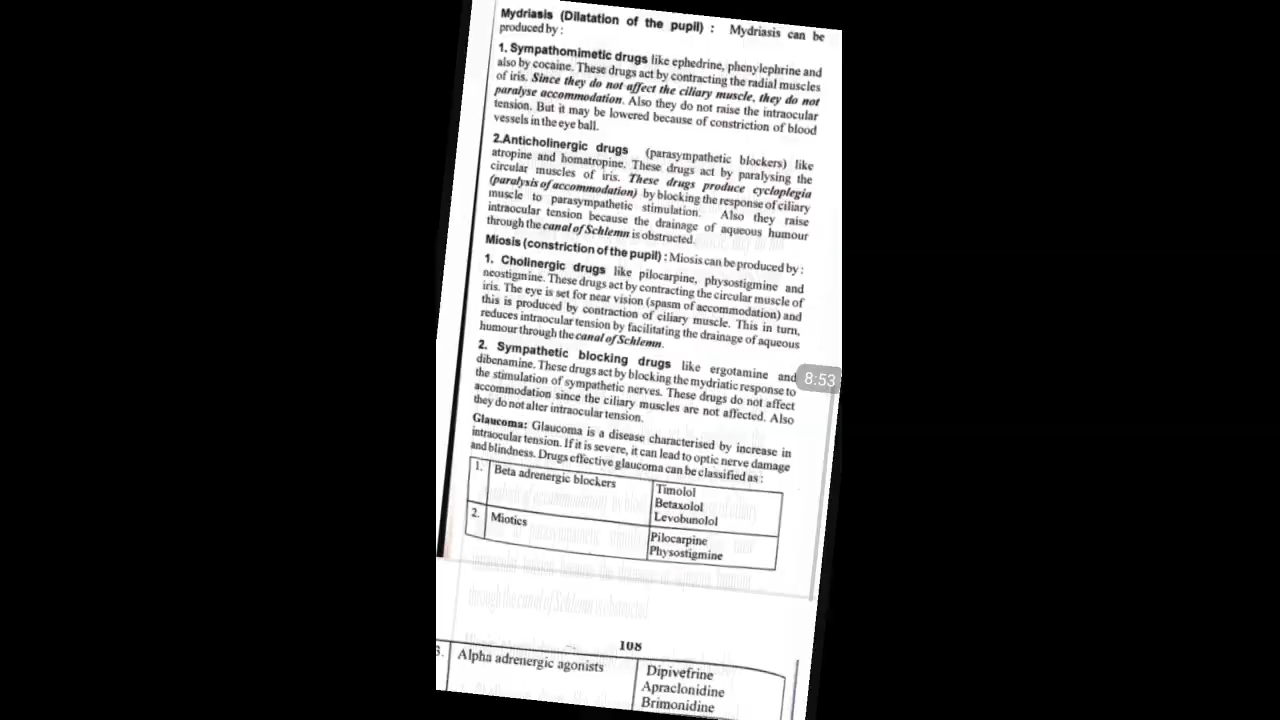 Mydriasis (Dilatation of the pupil) : Mydriasis can be
produced by :
1. Sympathomimetic drugs like ephedrine, phenylephrine and
also by cocaine. These drugs act by contracting the radial muscles
of iris. Since they do not affect the ciliary muscle, they do not
paralyse accommodation. Also they do not raise the intraocular
tension. But it may be lowered because of constriction of blood
vessels in the eye ball.
2.Anticholinergic drugs (parasympathetic blockers) like
atropine and homatropine. These drugs act by paralysing the
circular muscles of iris. These drugs produce cycloplegia
(paralysis of accommodation) by blocking the response of ciliary
muscle to parasympathetic stimulation. Also they raise
intraocular tension because the drainage of aqueous humour
through the canal of Schlemn is obstructed.
Miosis (constriction of the pupil) : Miosis can be produced by :
1. Cholinergic drugs like pilocarpine, physostigmine and
neostigmine. These drugs act by contracting the circular muscle of
iris. The eye is set for near vision (spasm of accommodation) and
this is produced by contraction of ciliary muscle. This in turn,
reduces intraocular tension by facilitating the drainage of aqueous
humour through the canal of Schlemn.
2. Sympathetic blocking drugs like ergotamine and
dibenamine. These drugs act by blocking the mydriatic response to
the stimulation of sympathetic nerves. These drugs do not affect
accommodation since the ciliary muscles are not affected. Also
they do not alter intraocular tension.
8:53
Glaucoma: Glaucoma is a disease characterised by increase in
intraocular tension. If it is severe, it can lead to optic nerve damage
and blindness. Drugs effective glaucoma can be classified as :
1. Beta adrenergic blockers Timolol
Betaxolol
Levobunolol
2. Miotics Pilocarpine
Physostigmine
through the canal of Schlemn is obstructed
108
3. Alpha adrenergic agonists Dipivefrine
Apraclonidine
Brimonidine